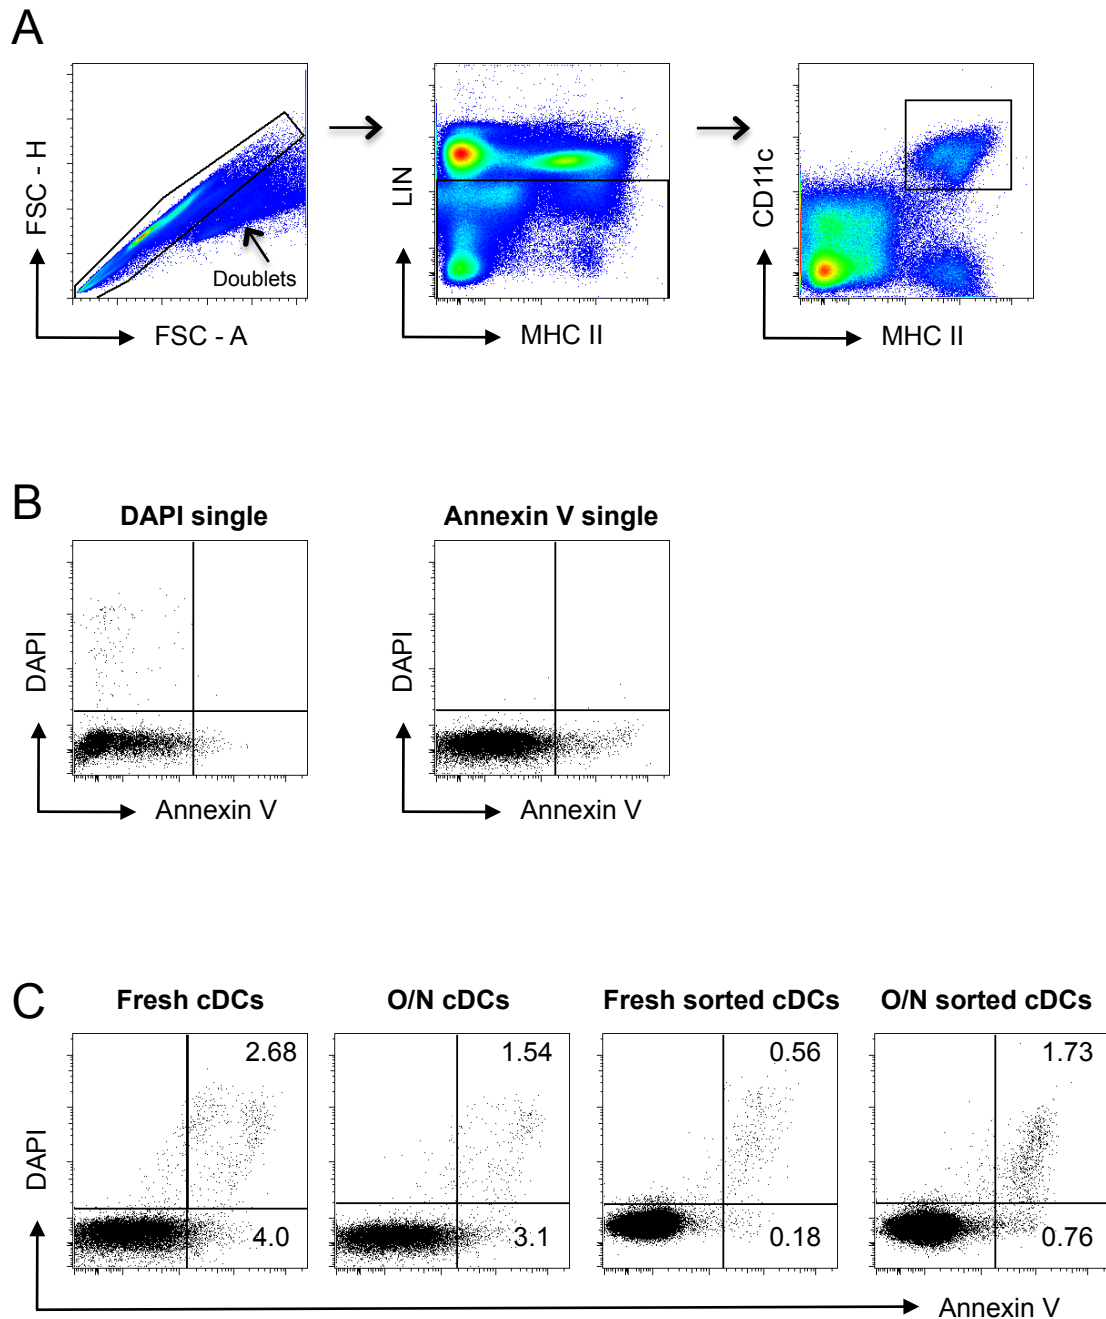 A
FSC - H
Doublets
FSC - A
LIN
MHC II
CD11c
MHC II
B
DAPI single
Annexin V single
DAPI
Annexin V
DAPI
Annexin V
C
Fresh cDCs
O/N cDCs
Fresh sorted cDCs
O/N sorted cDCs
DAPI
2.68
1.54
0.56
1.73
4.0
3.1
0.18
0.76
Annexin V